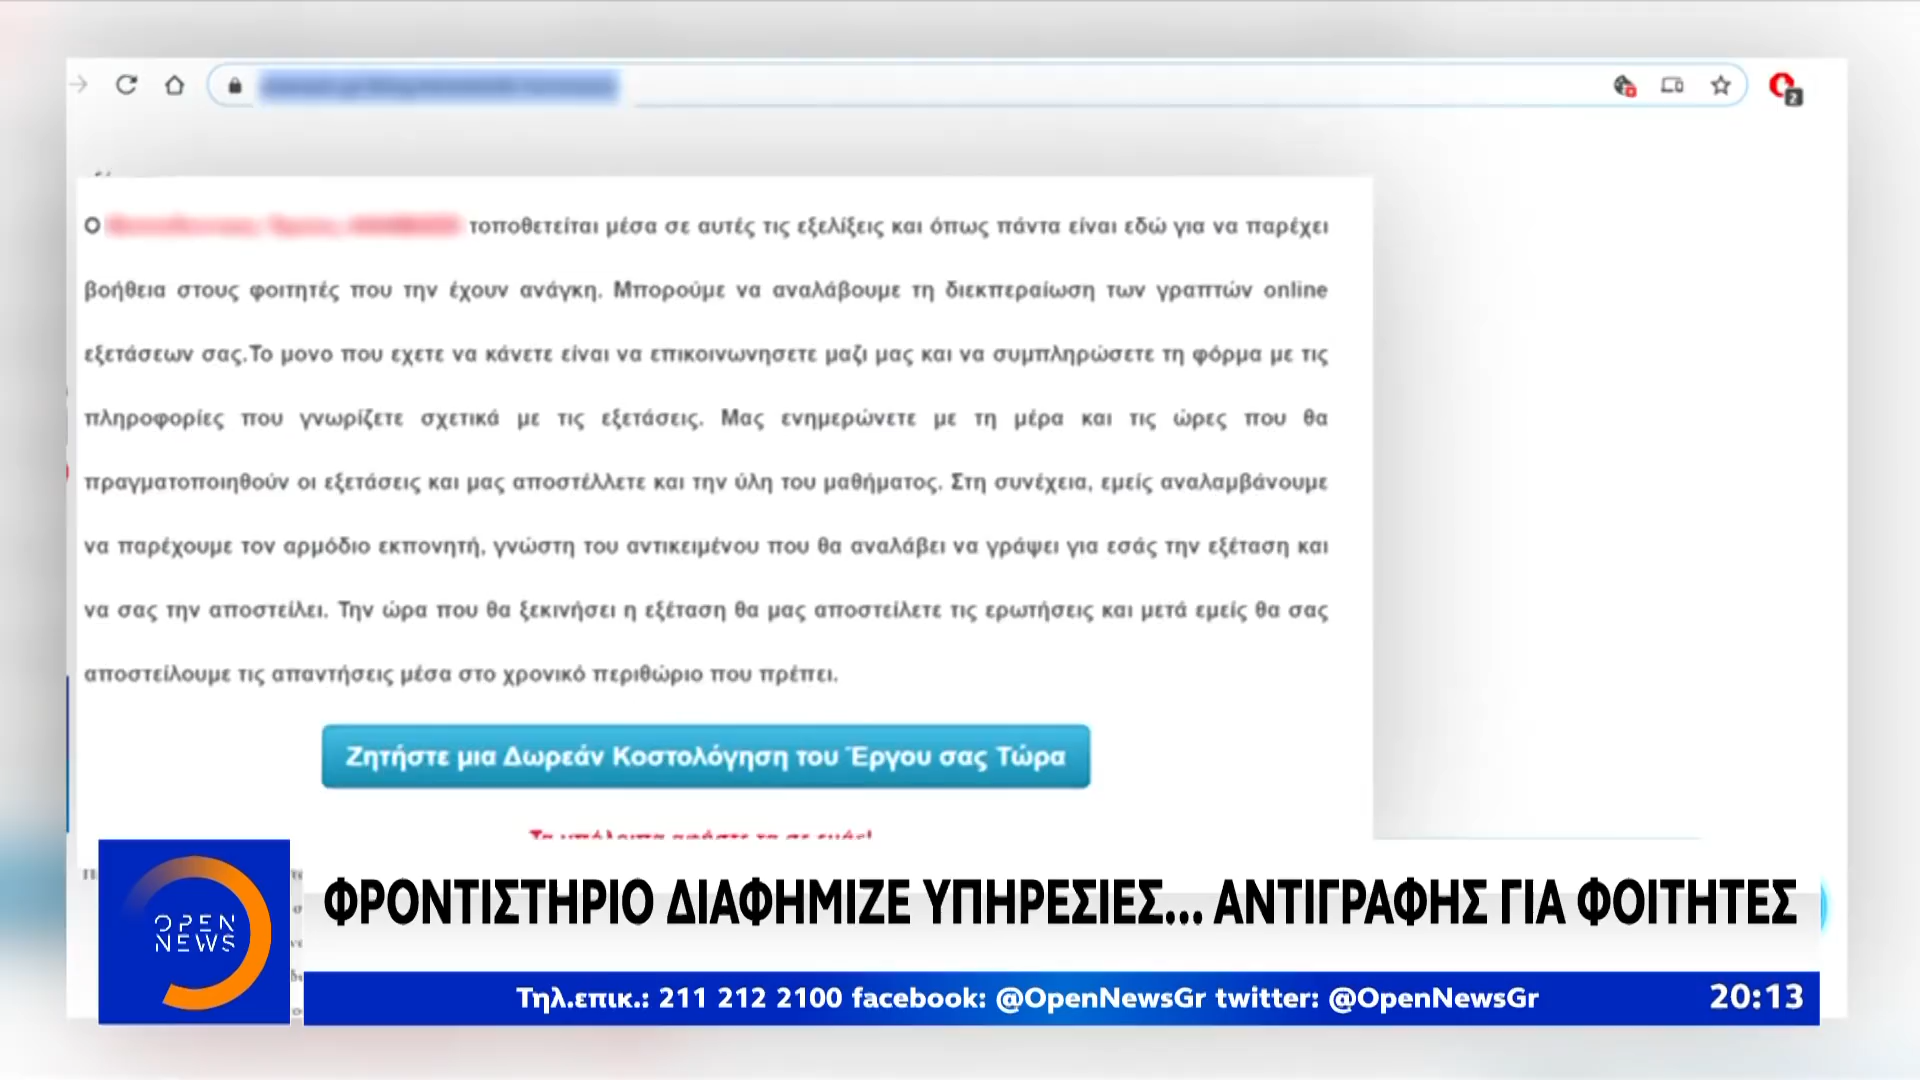 Ο τοποθετείται μέσα σε αυτές τις εξελίξεις και όπως πάντα είναι εδώ για να παρέχει
βοήθεια στους φοιτητές που την έχουν ανάγκη. Μπορούμε να αναλάβουμε τη διεκπεραίωση των γραπτών online
εξετάσεων σας.Το μονο που εχετε να κάνετε είναι να επικοινωνησετε μαζι μας και να συμπληρώσετε τη φόρμα με τις
πληροφορίες που γνωρίζετε σχετικά με τις εξετάσεις. Μας ενημερώνετε με τη μέρα και τις ώρες που θα
πραγματοποιηθούν οι εξετάσεις και μας αποστέλλετε και την ύλη του μαθήματος. Στη συνέχεια, εμείς αναλαμβάνουμε
να παρέχουμε τον αρμόδιο εκπονητή, γνώστη του αντικειμένου που θα αναλάβει να γράψει για εσάς την εξέταση και
να σας την αποστείλει. Την ώρα που θα ξεκινήσει η εξέταση θα μας αποστείλετε τις ερωτήσεις και μετά εμείς θα σας
αποστείλουμε τις απαντήσεις μέσα στο χρονικό περιθώριο που πρέπει.
Ζητήστε μια Δωρεάν Κοστολόγηση του Έργου σας Τώρα
Τα υπόλοιπα αφήστε τα σε εμάς!
OPEN
NEWS
ΦΡΟΝΤΙΣΤΗΡΙΟ ΔΙΑΦΗΜΙΖΕ ΥΠΗΡΕΣΙΕΣ... ΑΝΤΙΓΡΑΦΗΣ ΓΙΑ ΦΟΙΤΗΤΕΣ
Τηλ.επικ.: 211 212 2100 facebook: @OpenNewsGr twitter: @OpenNewsGr
20:13
2